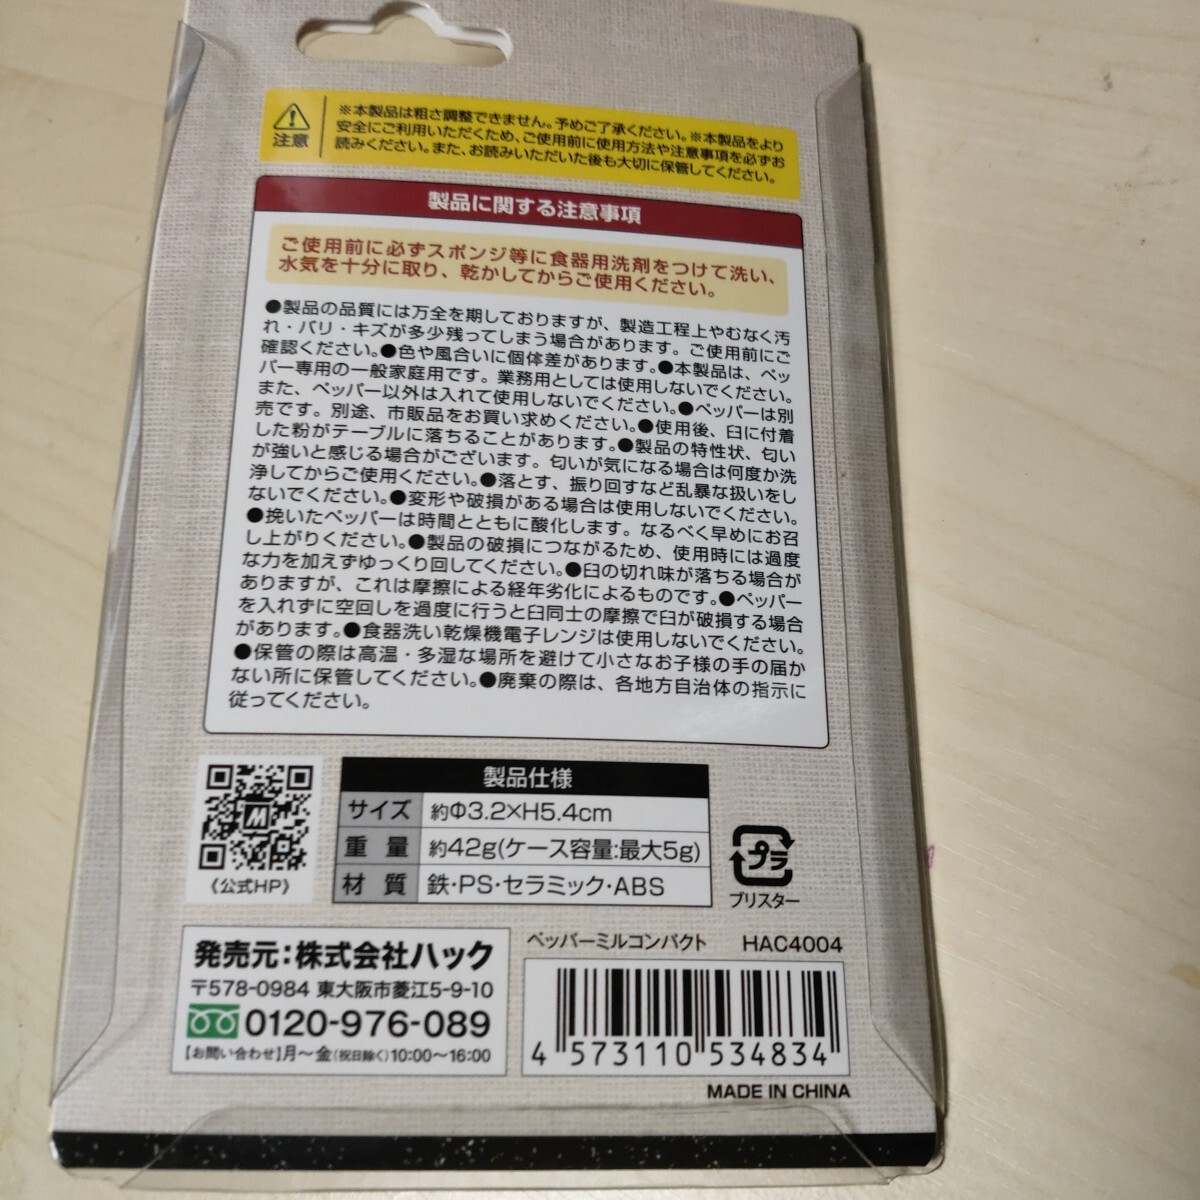 注意
※本製品は粗さ調整できません。予めご了承ください。※本製品をより
安全にご利用いただくため、ご使用前に使用方法や注意事項を必ずお
読みください。また、お読みいただいた後も大切に保管してください。
製品に関する注意事項
ご使用前に必ずスポンジ等に食器用洗剤をつけて洗い、
水気を十分に取り、乾かしてからご使用ください。
●製品の品質には万全を期しておりますが、製造工程上やむなく汚
れ・バリ・キズが多少残ってしまう場合があります。ご使用前にご
確認ください。●色や風合いに個体差があります。●本製品は、ペッ
パー専用の一般家庭用です。業務用としては使用しないでください。
また、ペッパー以外は入れて使用しないでください。●ペッパーは別
売です。別途、市販品をお買い求めください。●使用後、臼に付着
した粉がテーブルに落ちることがあります。●製品の特性状、匂い
が強いと感じる場合がございます。匂いが気になる場合は何度か洗
浄してからご使用ください。●落とす、振り回すなど乱暴な扱いをし
ないでください。●変形や破損がある場合は使用しないでください。
●挽いたペッパーは時間とともに酸化します。なるべく早めにお召
し上がりください。●製品の破損につながるため、使用時には過度
な力を加えずゆっくり回してください。●臼の切れ味が落ちる場合が
ありますが、これは摩擦による経年劣化によるものです。●ペッパー
を入れずに空回しを過度に行うと臼同士の摩擦で臼が破損する場合
があります。●食器洗い乾燥機電子レンジは使用しないでください。
●保管の際は高温・多湿な場所を避けて小さなお子様の手の届か
ない所に保管してください。●廃棄の際は、各地方自治体の指示に
従ってください。
M
《公式HP》
製品仕様
サイズ 約Φ3.2×H5.4cm
重量 約42g(ケース容量:最大5g)
材質 鉄・PS・セラミック・ABS
プラ
ブリスター
発売元:株式会社ハック
〒578-0984 東大阪市菱江5-9-10
0120-976-089
【お問い合わせ】月〜金(祝日除く)10:00〜16:00
ペッパーミルコンパクト HAC4004
4 573110 534834
MADE IN CHINA